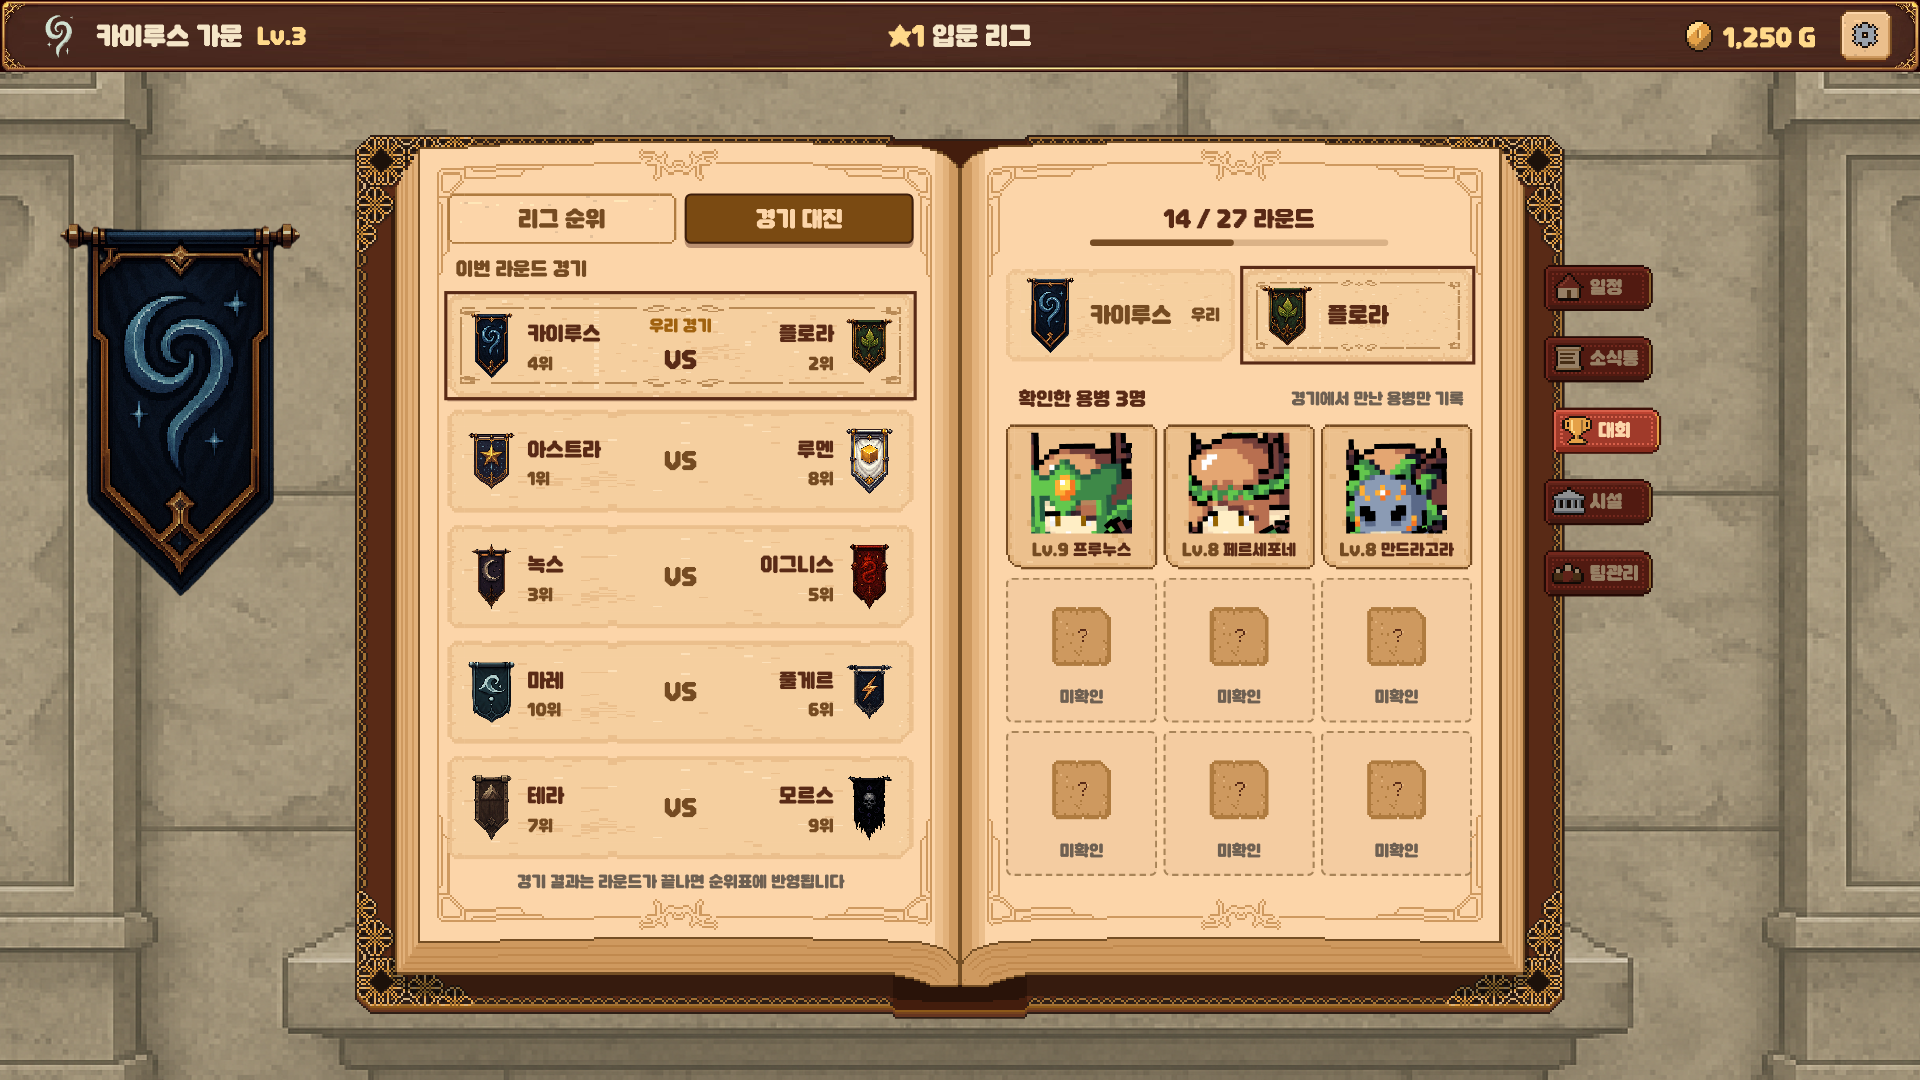 카이루스 가문 Lv.3
★1 입문 리그
1,250 G
리그 순위
경기 대진
이번 라운드 경기
카이루스
4위
우리 경기
VS
플로라
2위
아스트라
1위
VS
루멘
8위
녹스
3위
VS
이그니스
5위
마레
10위
VS
풀게르
6위
테라
7위
VS
모르스
9위
경기 결과는 라운드가 끝나면 순위표에 반영됩니다
14 / 27 라운드
카이루스 우리
플로라
확인한 용병 3명
경기에서 만난 용병만 기록
Lv.9 프루누스
Lv.8 페르세포네
Lv.8 만드라고라
?
미확인
?
미확인
?
미확인
?
미확인
?
미확인
?
미확인
일정
소식통
대회
시설
팀관리